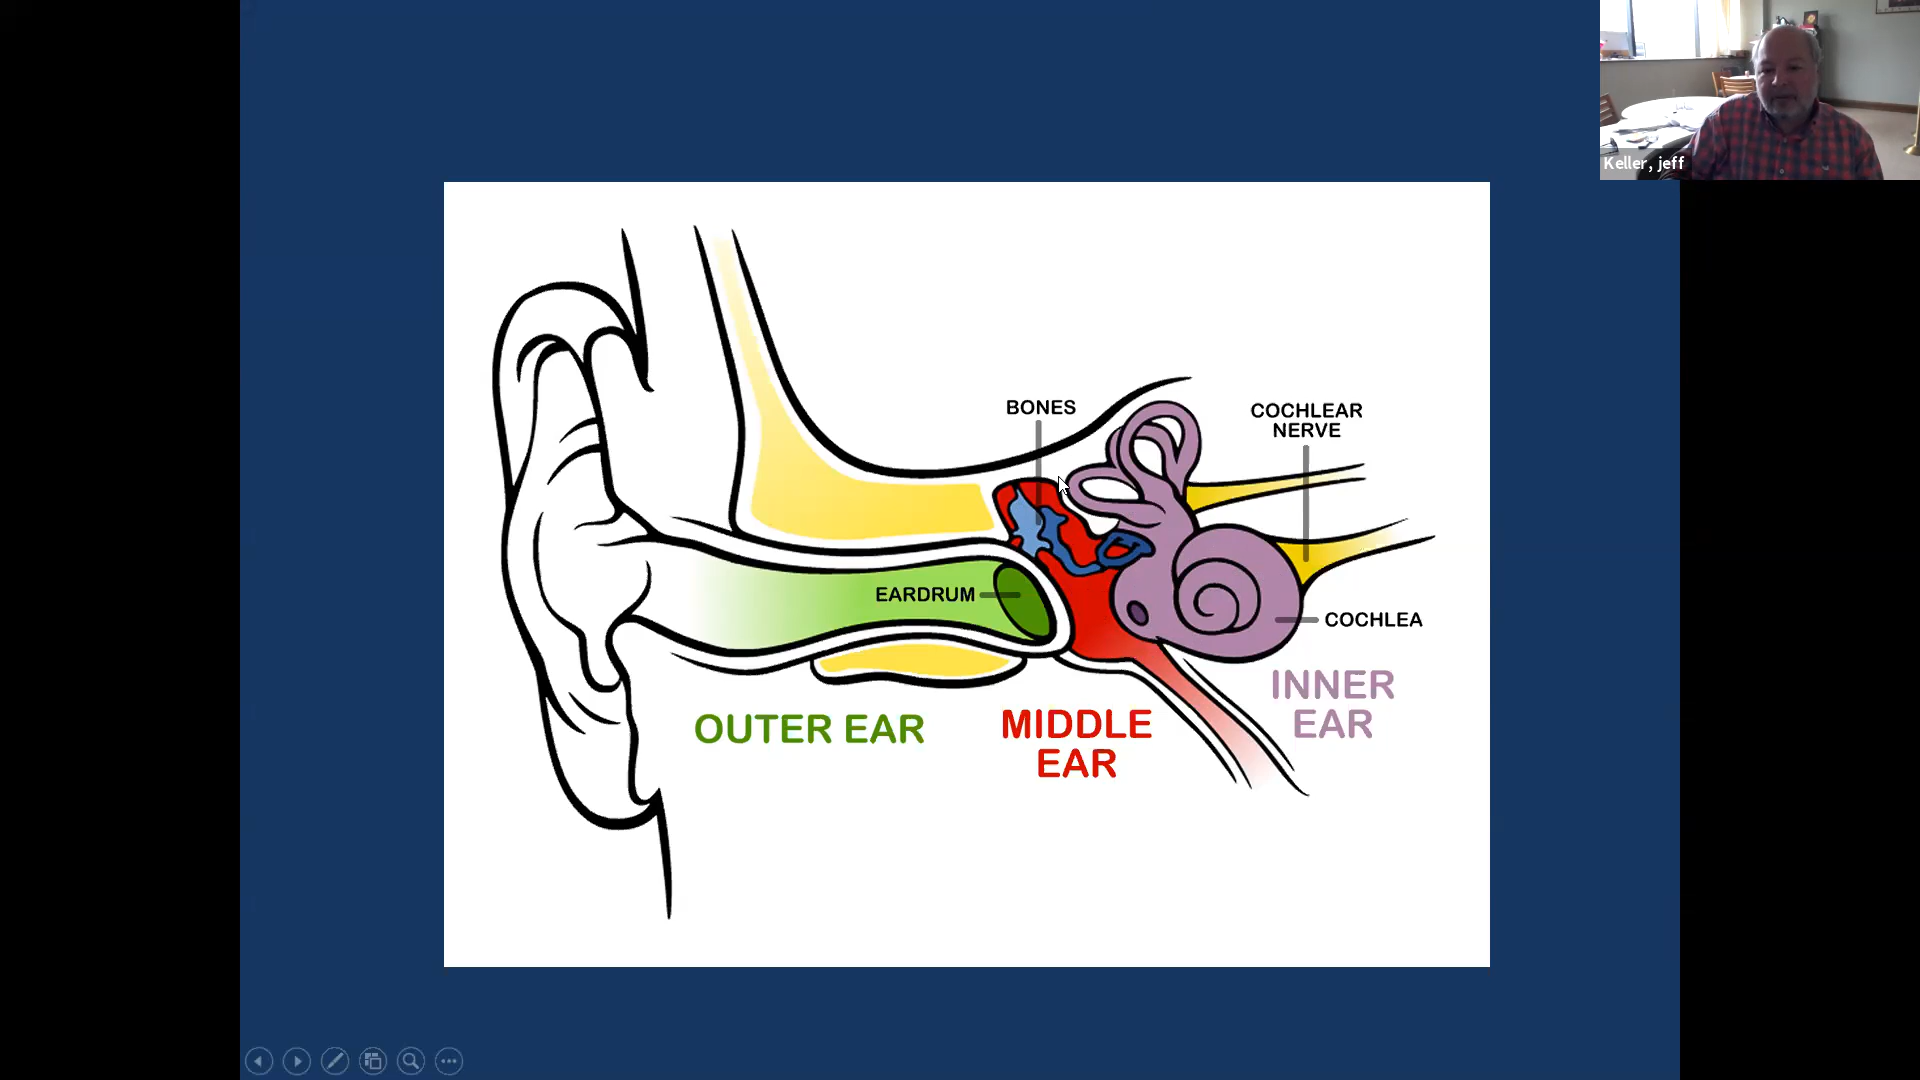 Keller, jeff
BONES
COCHLEAR
NERVE
EARDRUM
COCHLEA
OUTER EAR
MIDDLE
EAR
INNER
EAR